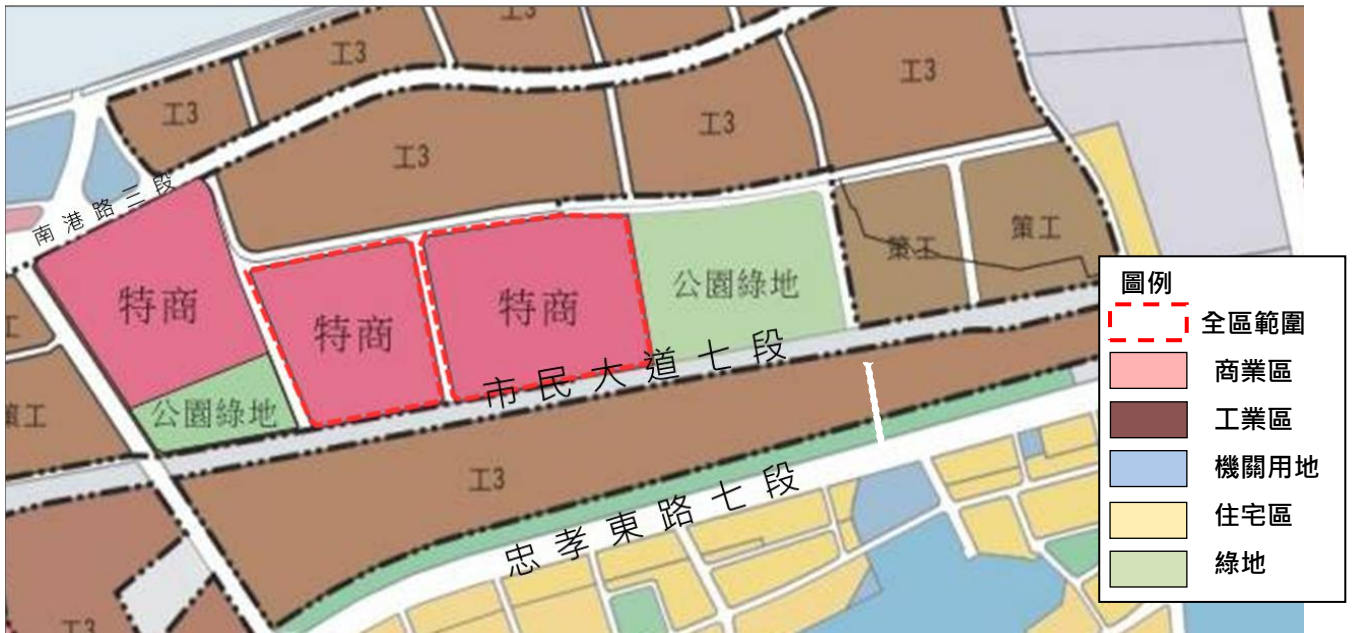 工3
工3
工3
工3
工3
工3
南港路三段
特商
特商
特商
公園綠地
公園綠地
策工
策工
市民大道七段
工3
忠孝東路七段
工3
圖例
全區範圍
商業區
工業區
機關用地
住宅區
綠地